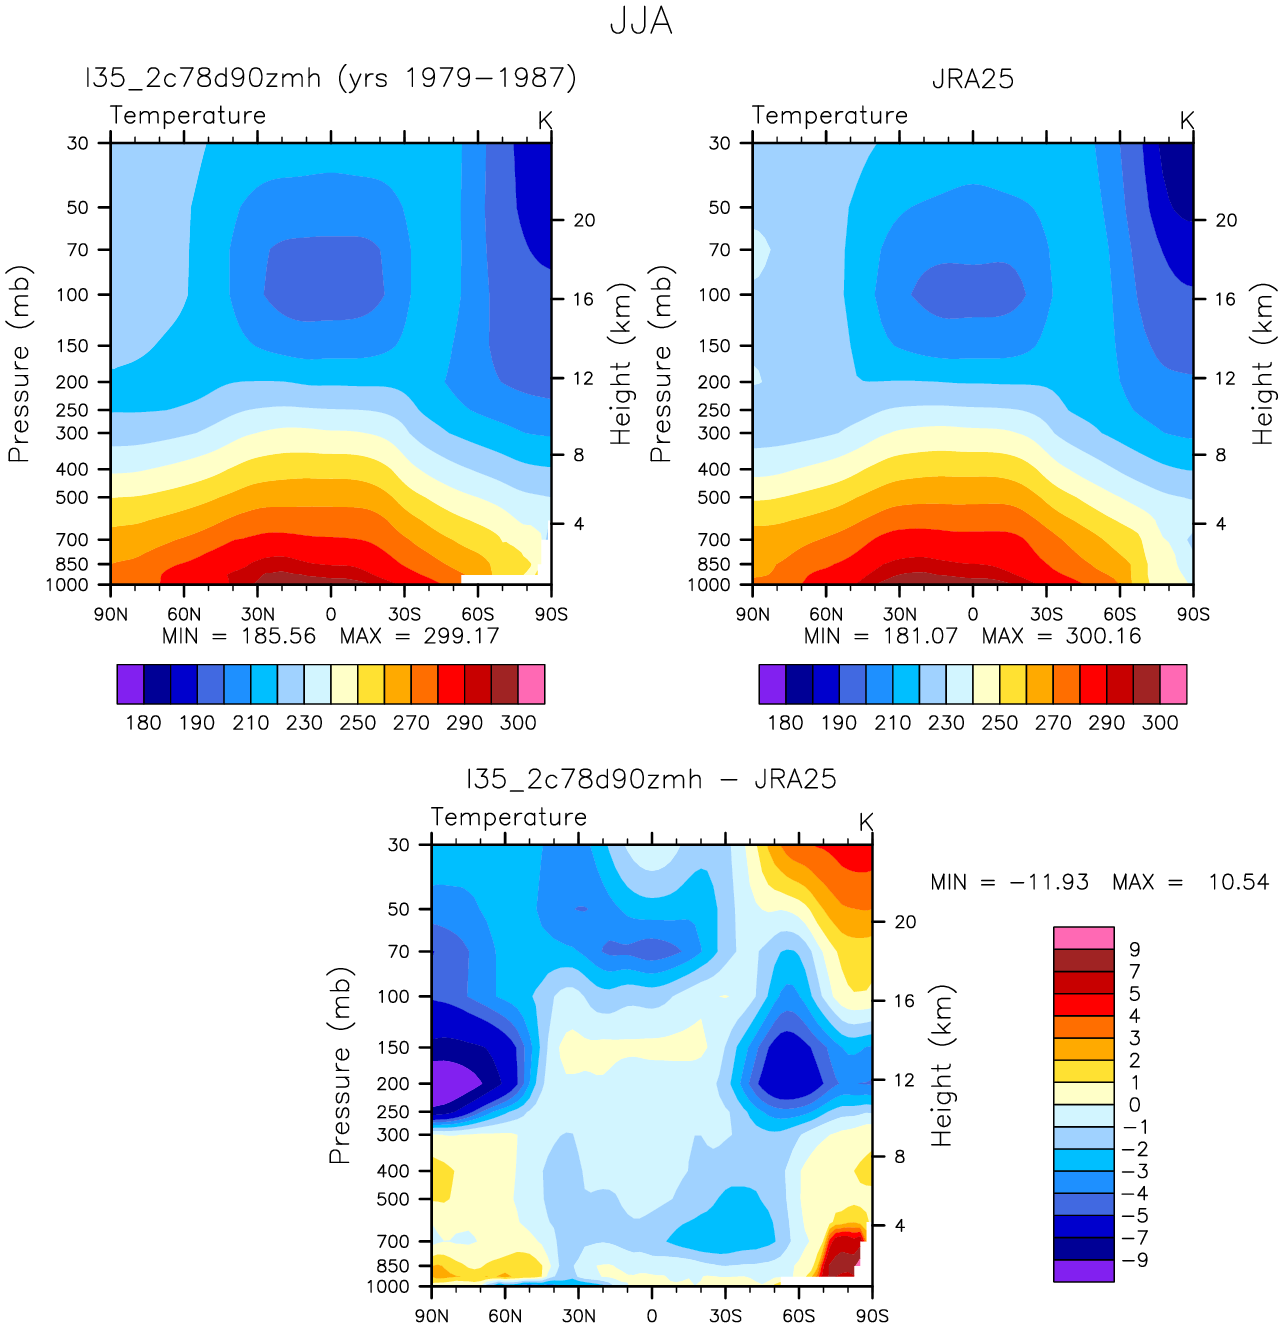 JJA
I35_2c78d90zmh (yrs 1979-1987)
Temperature
K
30
50
70
100
150
200
250
300
400
500
700
850
1000
Pressure (mb)
20
16
12
8
4
Height (km)
90N 60N 30N 0 30S 60S 90S
MIN = 185.56 MAX = 299.17
180 190 210 230 250 270 290 300
JRA25
Temperature
K
30
50
70
100
150
200
250
300
400
500
700
850
1000
Pressure (mb)
20
16
12
8
4
Height (km)
90N 60N 30N 0 30S 60S 90S
MIN = 181.07 MAX = 300.16
180 190 210 230 250 270 290 300
I35_2c78d90zmh - JRA25
Temperature
K
30
50
70
100
150
200
250
300
400
500
700
850
1000
Pressure (mb)
20
16
12
8
4
Height (km)
90N 60N 30N 0 30S 60S 90S
MIN = -11.93 MAX = 10.54
9
7
5
4
3
2
1
0
-1
-2
-3
-4
-5
-7
-9